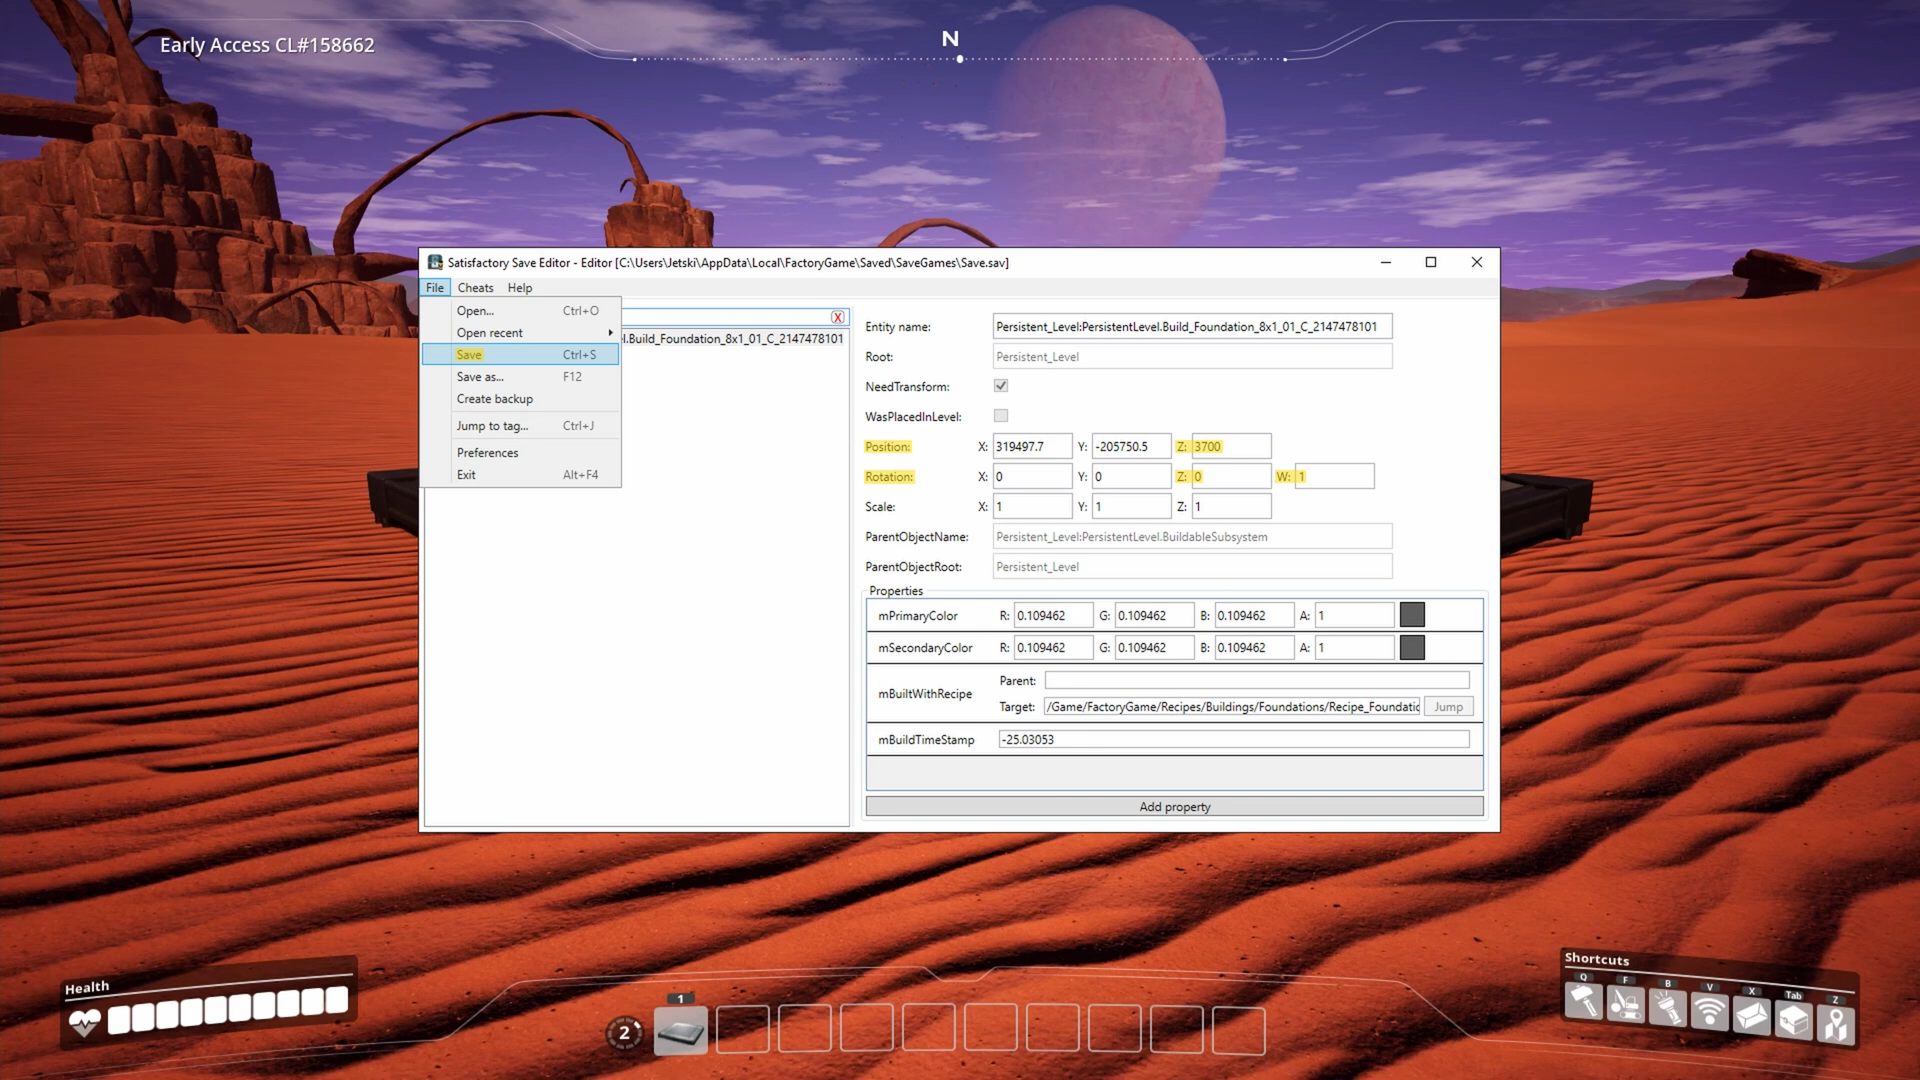 Early Access CL#158662
N
Satisfactory Save Editor - Editor [C:\Users\Jetski\AppData\Local\FactoryGame\Saved\SaveGames\Save.sav]
File Cheats Help
Open... Ctrl+O
Open recent
Save Ctrl+S
Save as... F12
Create backup
Jump to tag... Ctrl+J
Preferences
Exit Alt+F4
X
l.Build_Foundation_8x1_01_C_2147478101
Entity name: Persistent_Level:PersistentLevel.Build_Foundation_8x1_01_C_2147478101
Root: Persistent_Level
NeedTransform:
WasPlacedInLevel:
Position: X: 319497.7 Y: -205750.5 Z: 3700
Rotation: X: 0 Y: 0 Z: 0 W: 1
Scale: X: 1 Y: 1 Z: 1
ParentObjectName: Persistent_Level:PersistentLevel.BuildableSubsystem
ParentObjectRoot: Persistent_Level
Properties
mPrimaryColor R: 0.109462 G: 0.109462 B: 0.109462 A: 1
mSecondaryColor R: 0.109462 G: 0.109462 B: 0.109462 A: 1
mBuiltWithRecipe Parent:
Target: /Game/FactoryGame/Recipes/Buildings/Foundations/Recipe_Foundatic Jump
mBuildTimeStamp -25.03053
Add property
Health
2
1
Shortcuts
Q F B V X Tab Z